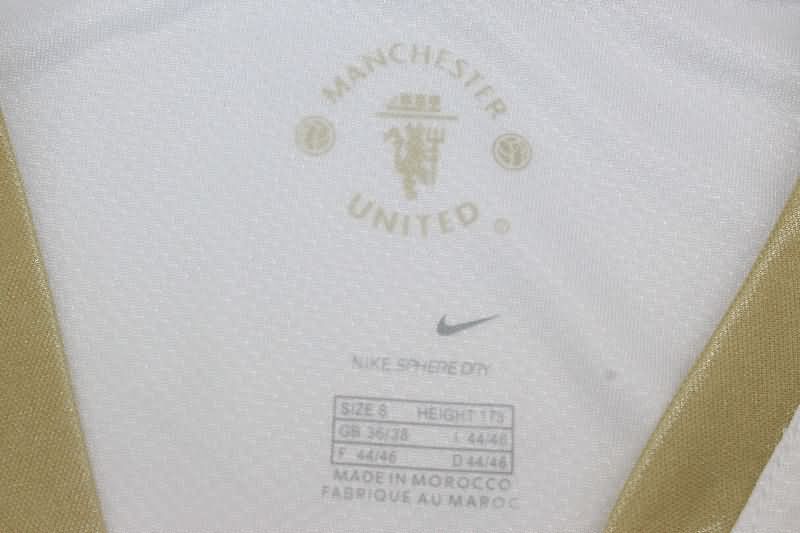 MANCHESTER
UNITED
NIKE SPHERE DRY
SIZE S HEIGHT 173
GB 36/38 I 44/46
F 44/46 D 44/46
MADE IN MOROCCO
FABRIQUE AU MAROC